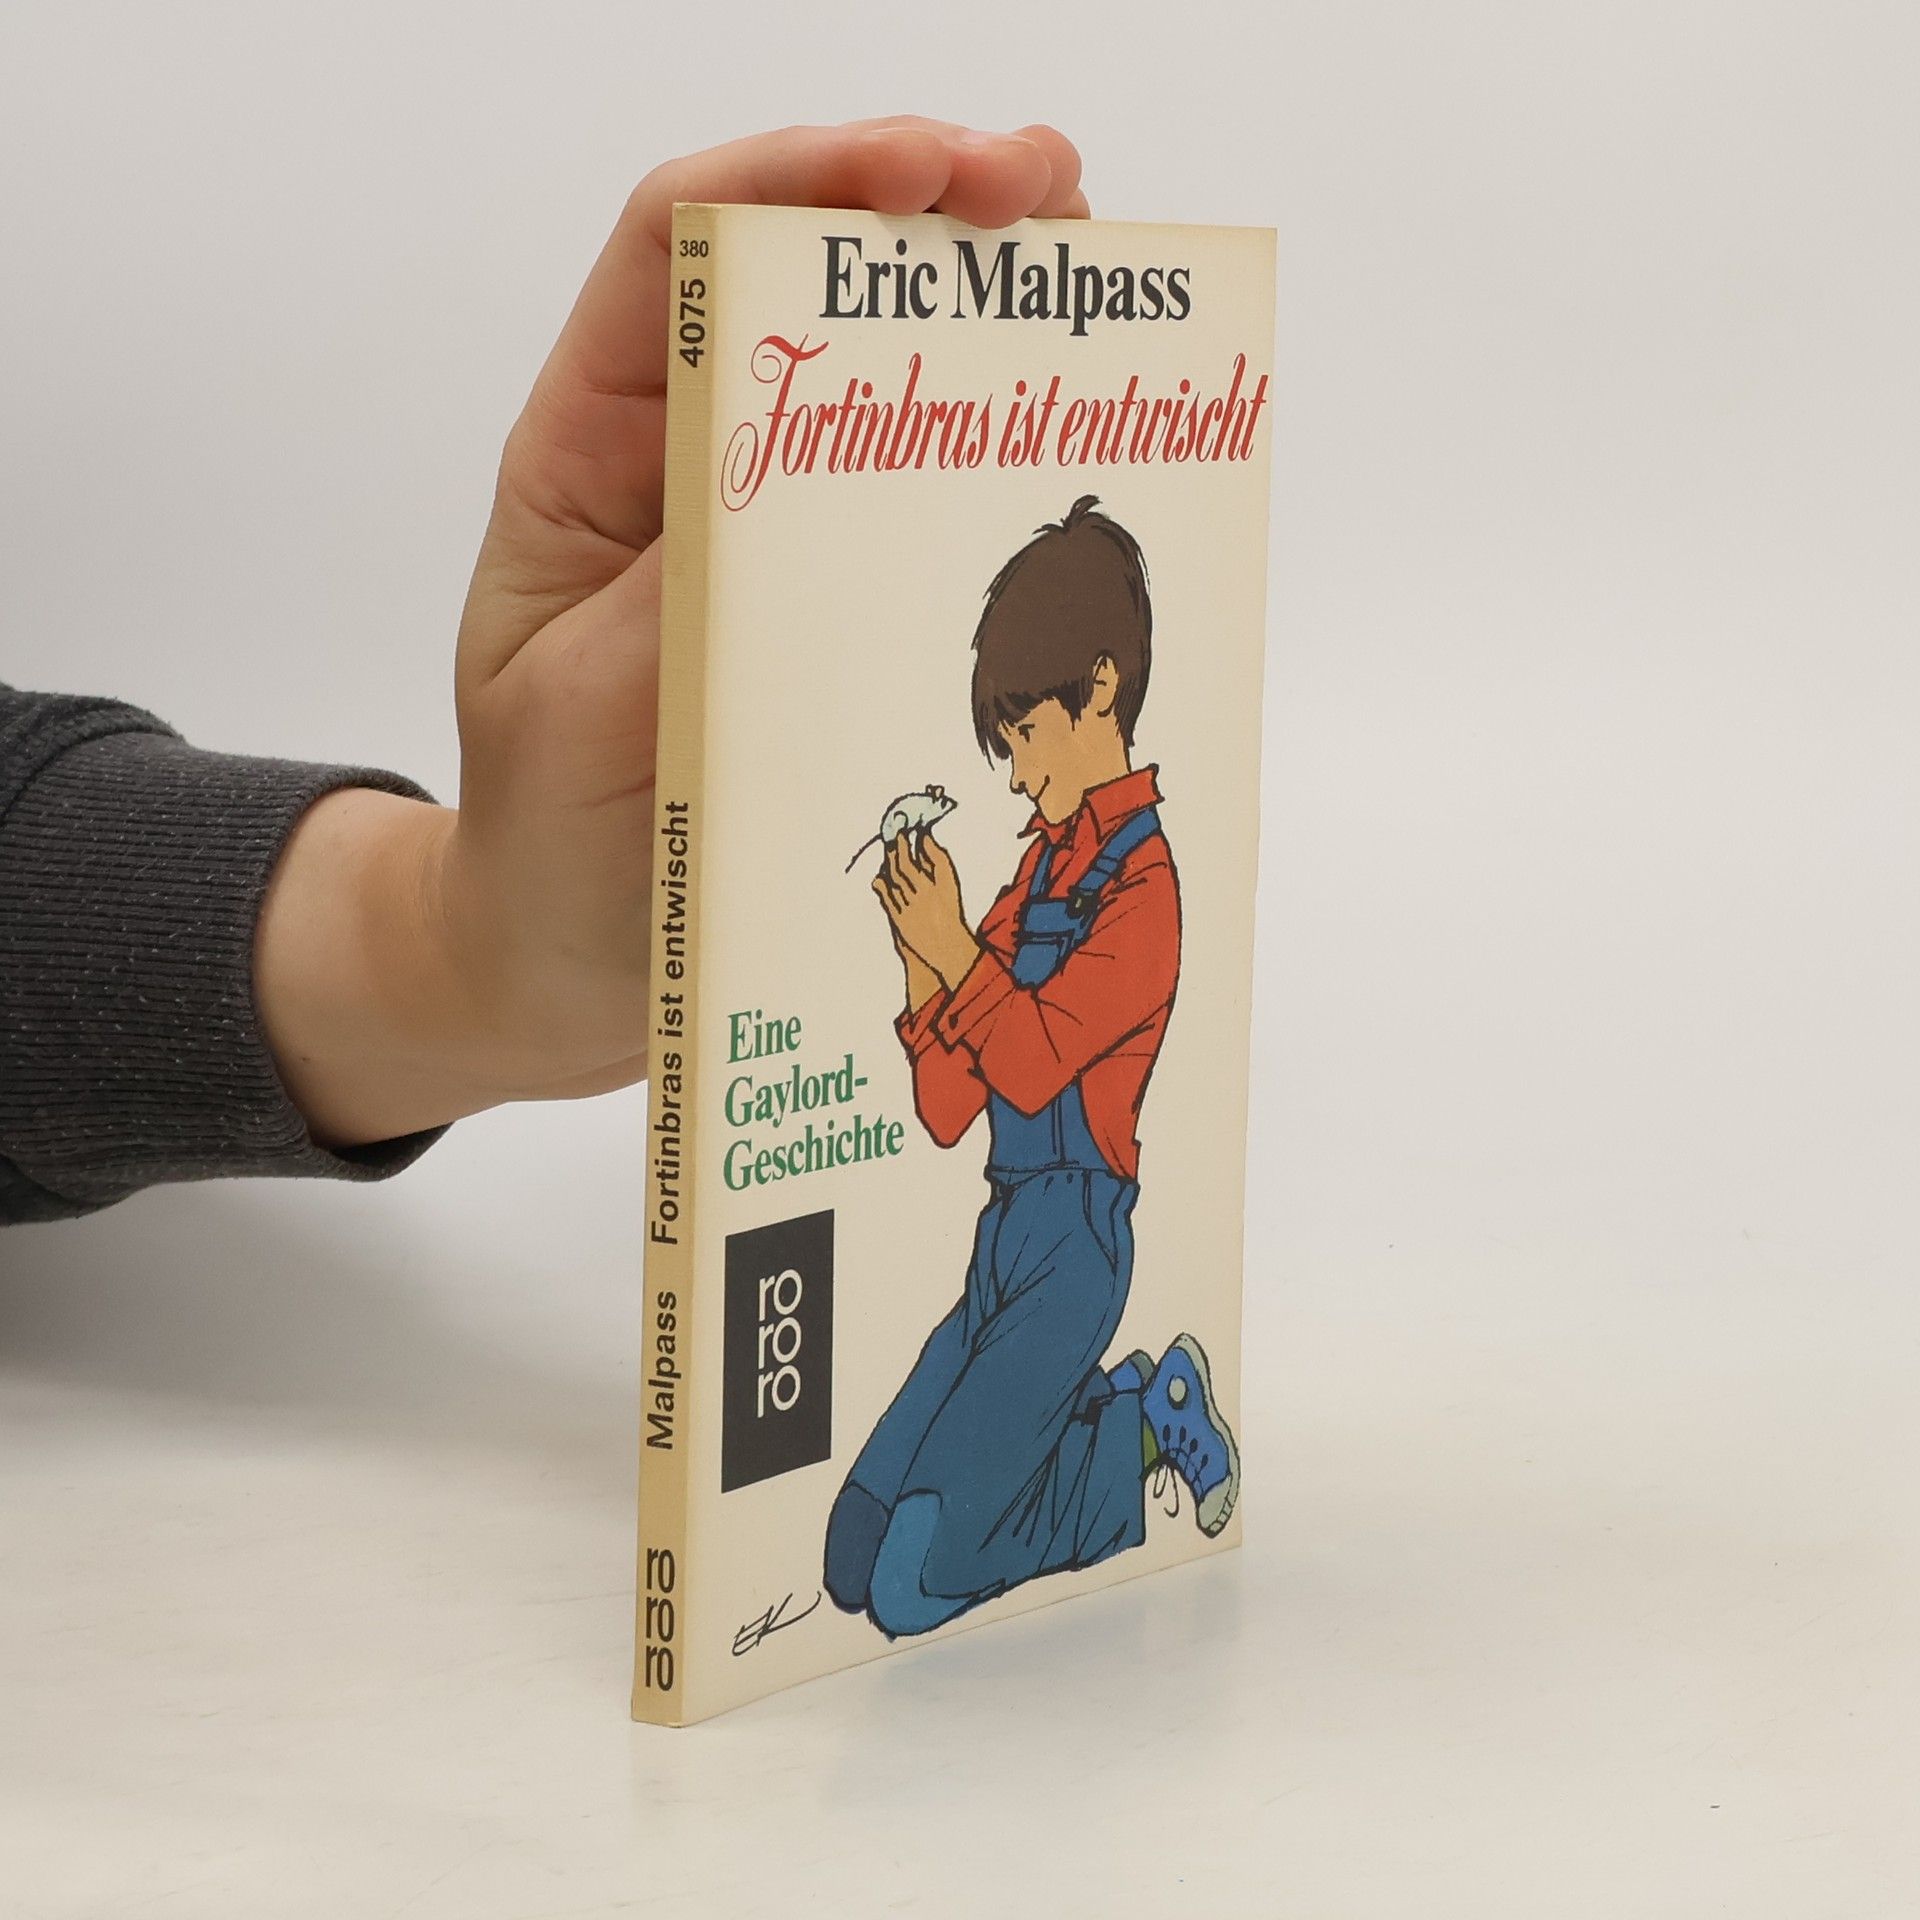 380
4075
Malpass Fortinbras ist entwischt
ro
ro
ro
Eric Malpass
Fortinbras ist entwischt
Eine
Gaylord-
Geschichte
ro
ro
ro